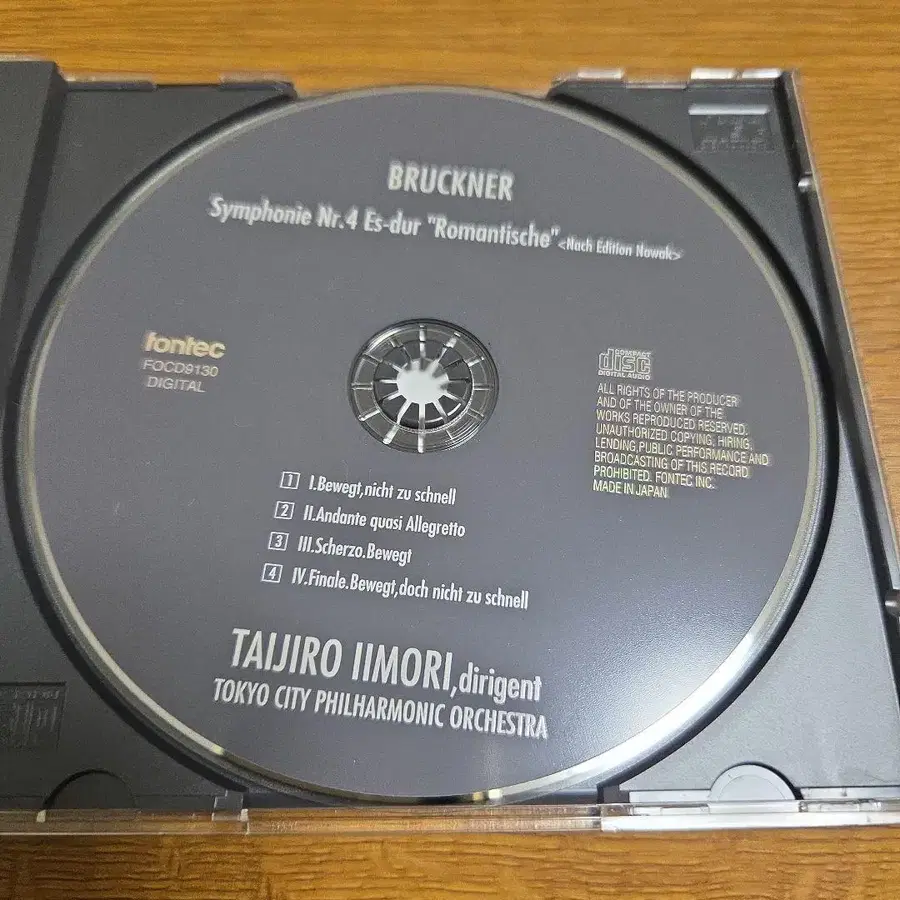 BRUCKNER
Symphonie Nr.4 Es-dur "Romantische"<Nach Edition Nowak>
fontec
FOCD9130
DIGITAL
COMPACT
disc
DIGITAL AUDIO
ALL RIGHTS OF THE PRODUCER
AND OF THE OWNER OF THE
WORKS REPRODUCED RESERVED.
UNAUTHORIZED COPYING, HIRING,
LENDING,PUBLIC PERFORMANCE AND
BROADCASTING OF THIS RECORD
PROHIBITED. FONTEC INC.
MADE IN JAPAN
1 I.Bewegt,nicht zu schnell
2 II.Andante quasi Allegretto
3 III.Scherzo.Bewegt
4 IV.Finale.Bewegt,doch nicht zu schnell
TAIJIRO IIMORI,dirigent
TOKYO CITY PHILHARMONIC ORCHESTRA